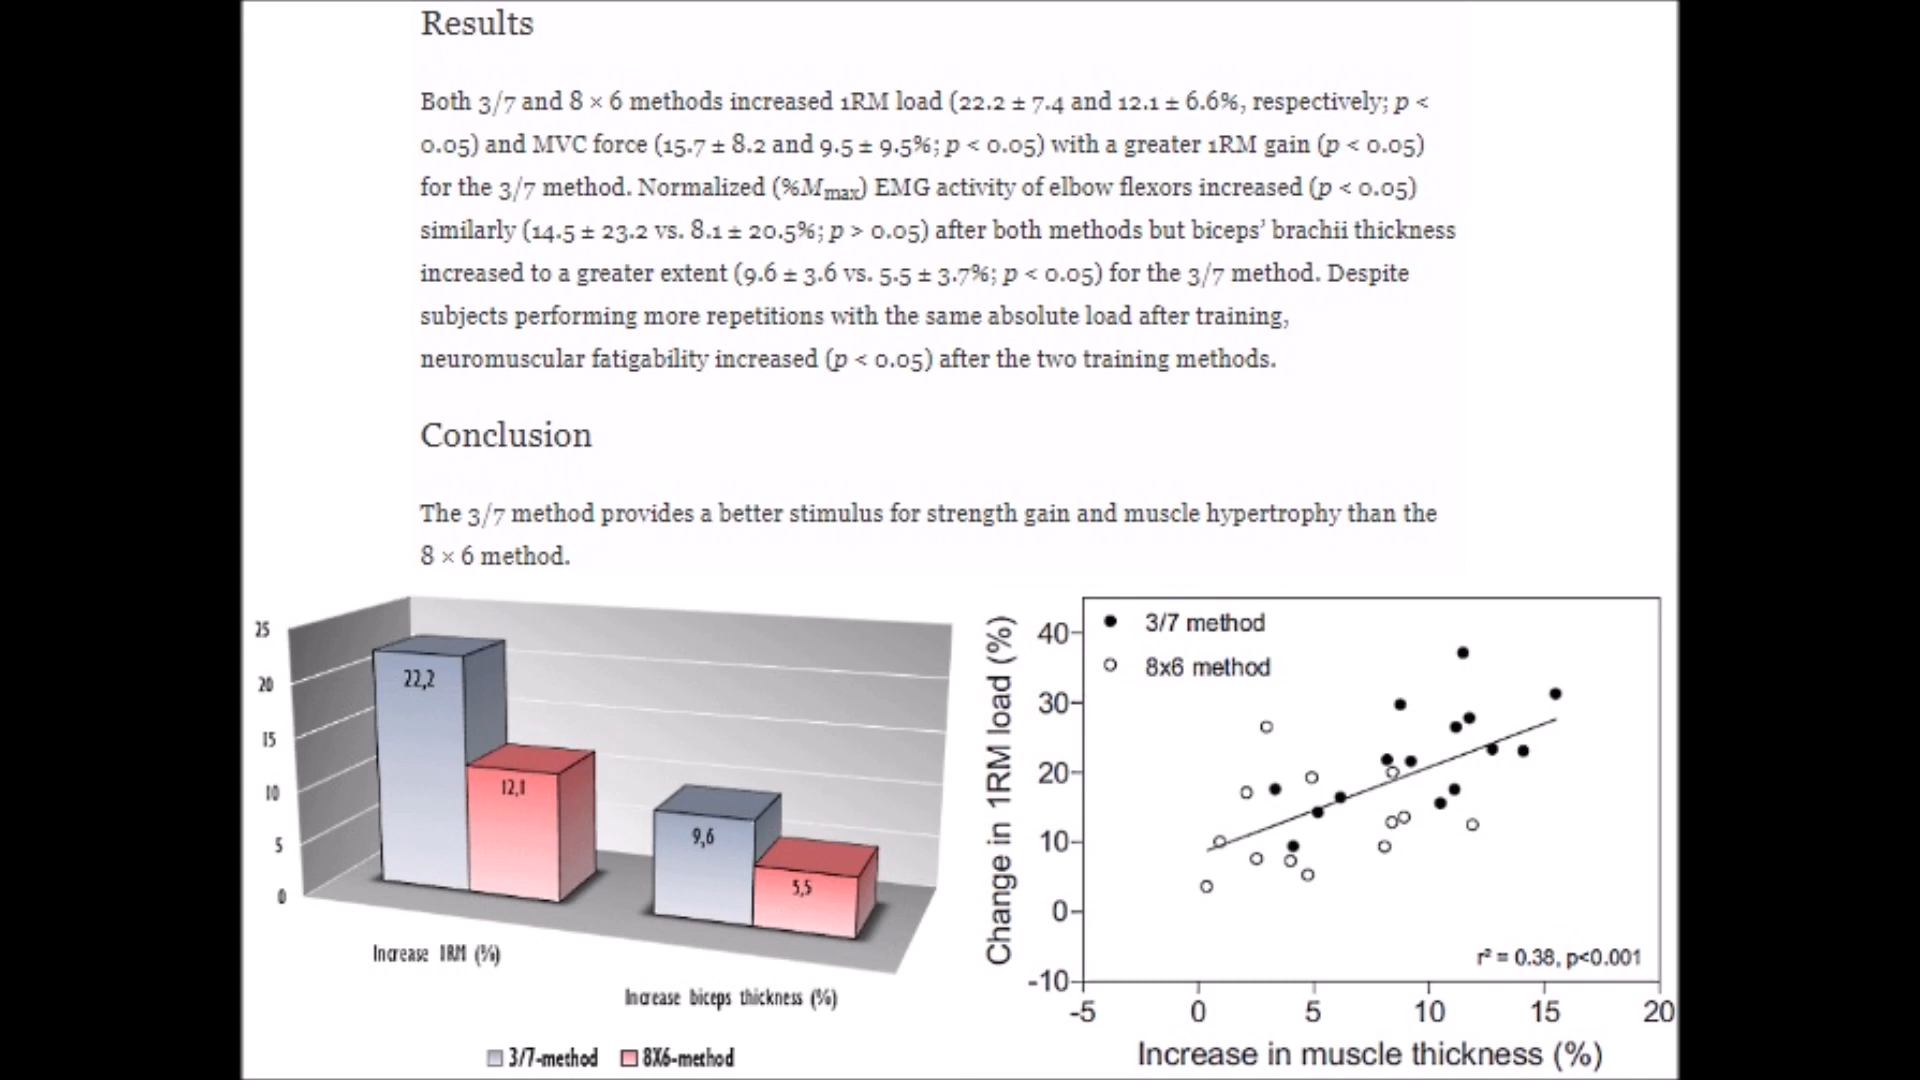 Results
Both 3/7 and 8 × 6 methods increased 1RM load (22.2 ± 7.4 and 12.1 ± 6.6%, respectively; p <
0.05) and MVC force (15.7 ± 8.2 and 9.5 ± 9.5%; p < 0.05) with a greater 1RM gain (p < 0.05)
for the 3/7 method. Normalized (%Mmax) EMG activity of elbow flexors increased (p < 0.05)
similarly (14.5 ± 23.2 vs. 8.1 ± 20.5%; p > 0.05) after both methods but biceps’ brachii thickness
increased to a greater extent (9.6 ± 3.6 vs. 5.5 ± 3.7%; p < 0.05) for the 3/7 method. Despite
subjects performing more repetitions with the same absolute load after training,
neuromuscular fatigability increased (p < 0.05) after the two training methods.
Conclusion
The 3/7 method provides a better stimulus for strength gain and muscle hypertrophy than the
8 × 6 method.
25
20
15
10
5
0
22,2
12,1
9,6
5,5
Increase 1RM (%)
Increase biceps thickness (%)
3/7-method 8X6-method
Change in 1RM load (%)
40
30
20
10
0
-10
3/7 method
8x6 method
r² = 0.38, p<0.001
-5 0 5 10 15 20
Increase in muscle thickness (%)